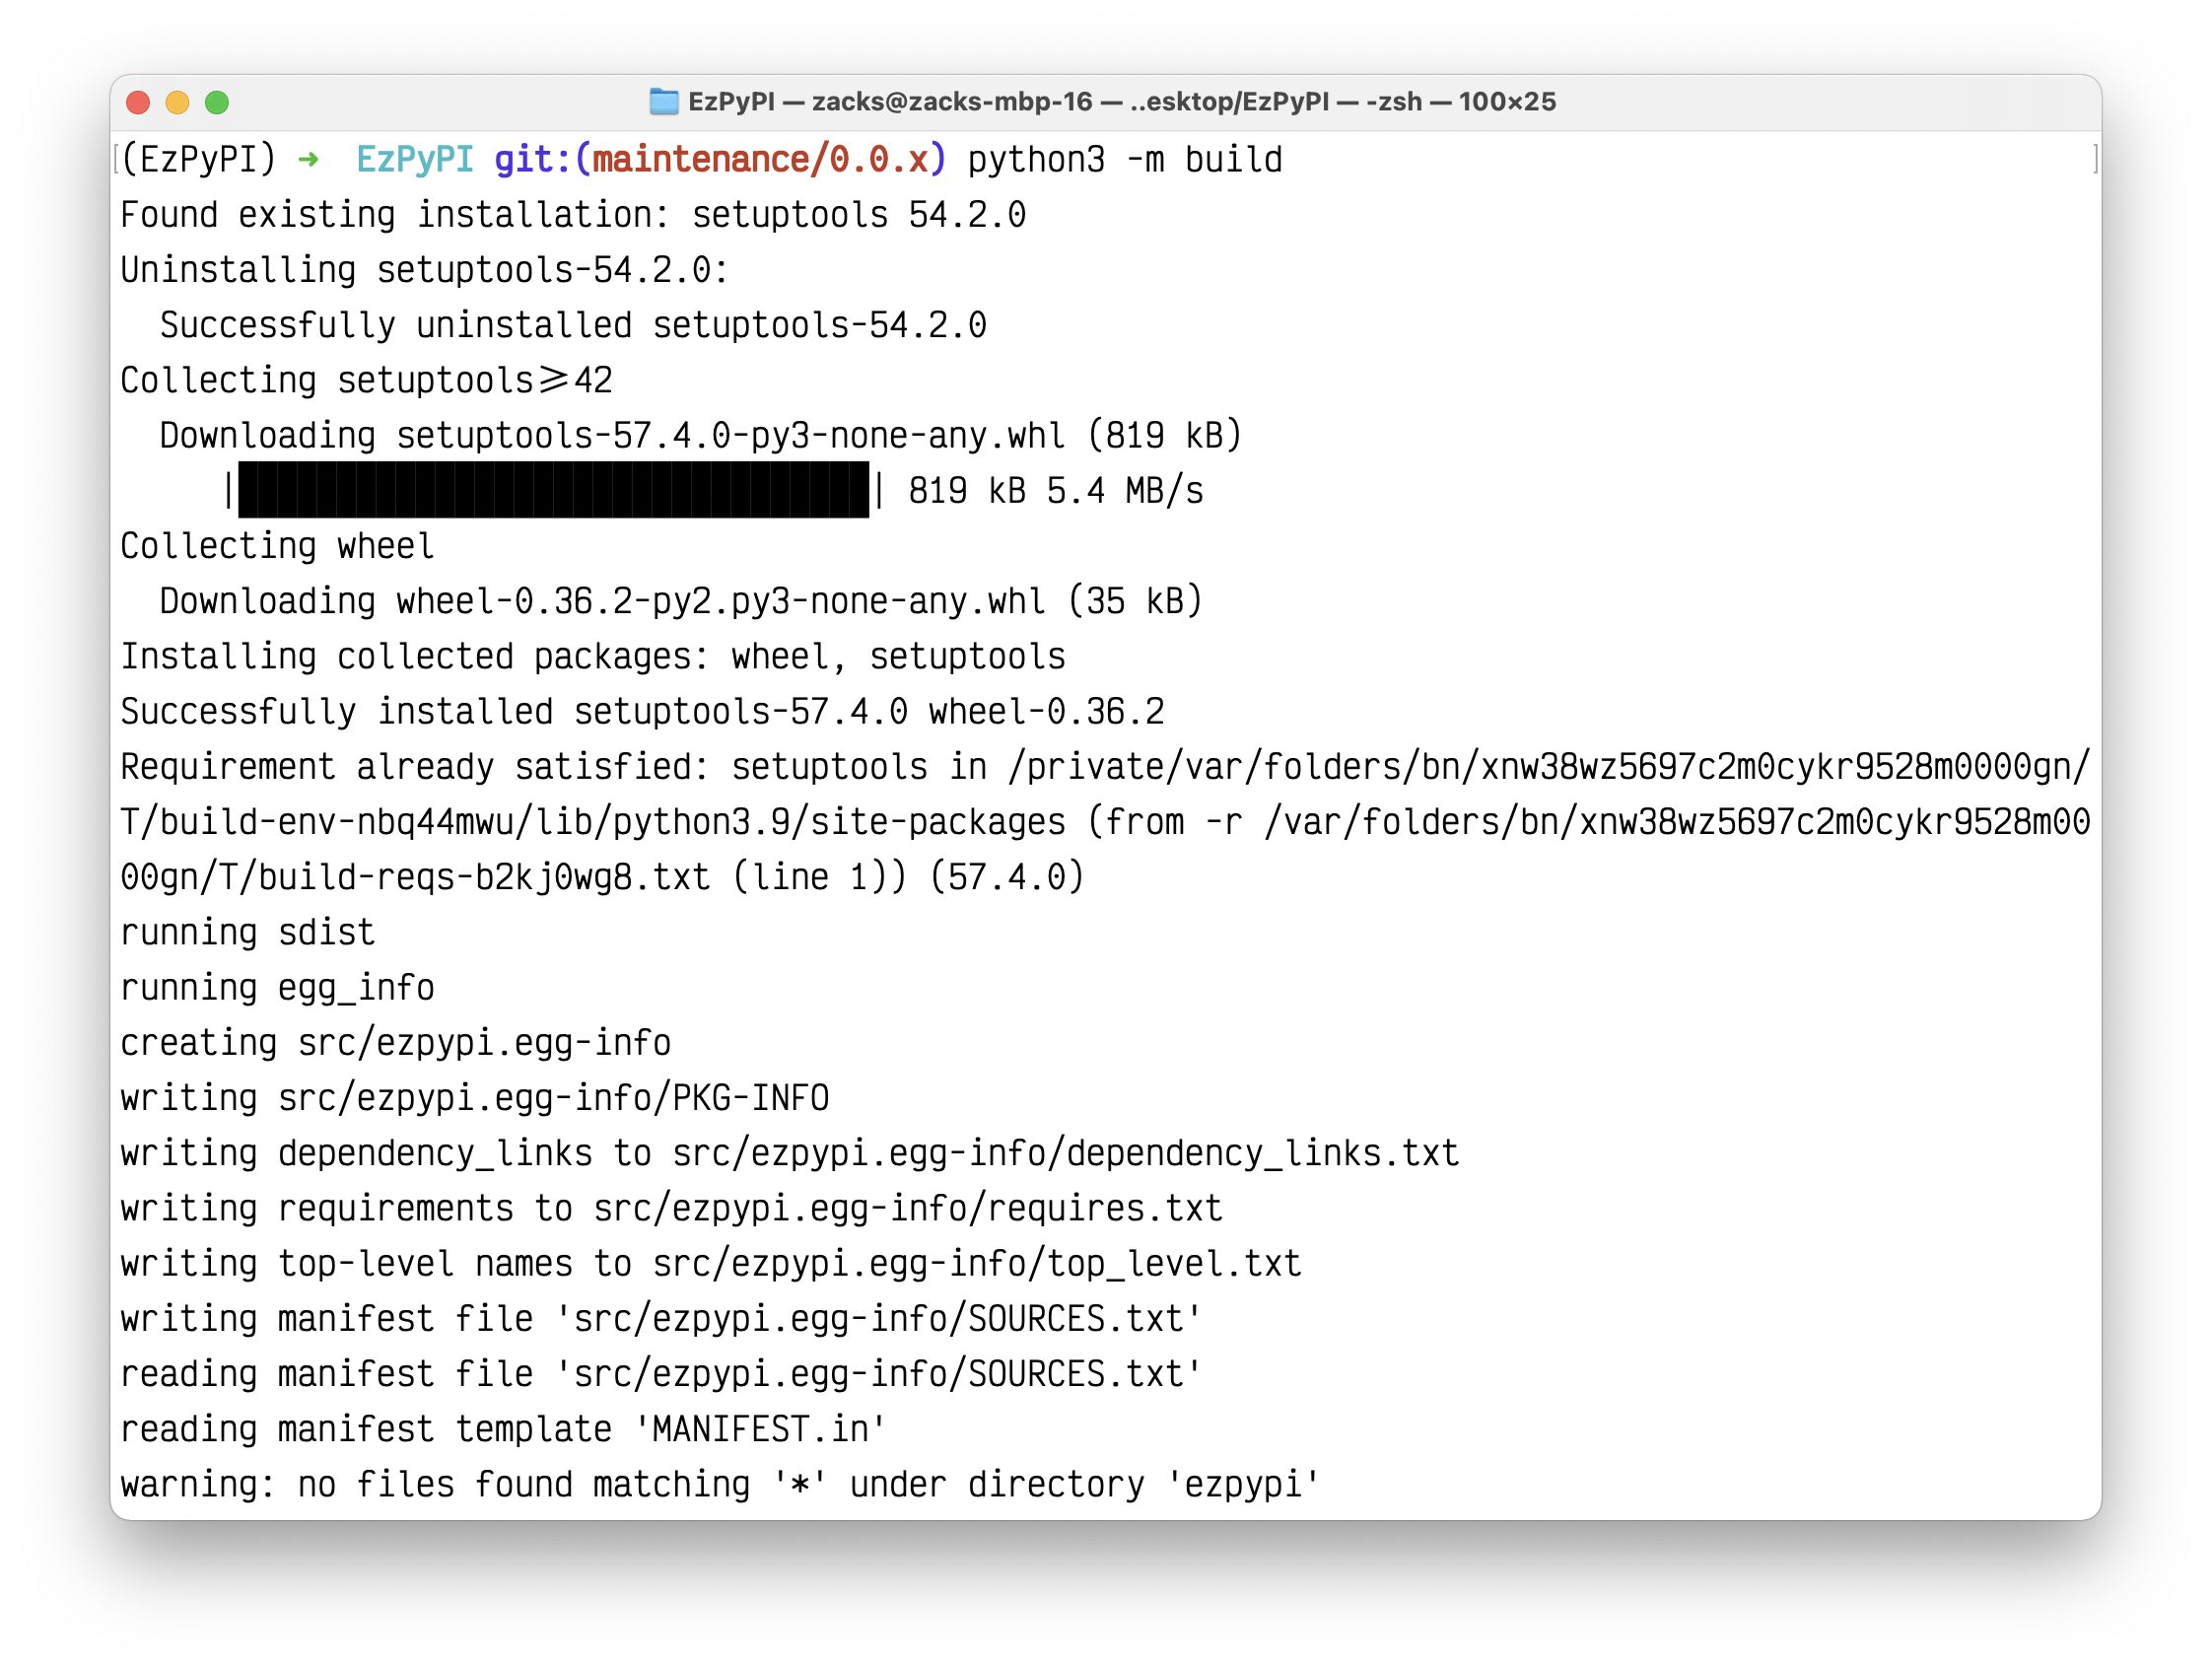 EzPyPI — zacks@zacks-mbp-16 — ..esktop/EzPyPI — -zsh — 100×25
(EzPyPI) ➜  EzPyPI git:(maintenance/0.0.x) python3 -m build
Found existing installation: setuptools 54.2.0
Uninstalling setuptools-54.2.0:
  Successfully uninstalled setuptools-54.2.0
Collecting setuptools>=42
  Downloading setuptools-57.4.0-py3-none-any.whl (819 kB)
     |████████████████████████████████| 819 kB 5.4 MB/s
Collecting wheel
  Downloading wheel-0.36.2-py2.py3-none-any.whl (35 kB)
Installing collected packages: wheel, setuptools
Successfully installed setuptools-57.4.0 wheel-0.36.2
Requirement already satisfied: setuptools in /private/var/folders/bn/xnw38wz5697c2m0cykr9528m0000gn/
T/build-env-nbq44mwu/lib/python3.9/site-packages (from -r /var/folders/bn/xnw38wz5697c2m0cykr9528m00
00gn/T/build-reqs-b2kj0wg8.txt (line 1)) (57.4.0)
running sdist
running egg_info
creating src/ezpypi.egg-info
writing src/ezpypi.egg-info/PKG-INFO
writing dependency_links to src/ezpypi.egg-info/dependency_links.txt
writing requirements to src/ezpypi.egg-info/requires.txt
writing top-level names to src/ezpypi.egg-info/top_level.txt
writing manifest file 'src/ezpypi.egg-info/SOURCES.txt'
reading manifest file 'src/ezpypi.egg-info/SOURCES.txt'
reading manifest template 'MANIFEST.in'
warning: no files found matching '*' under directory 'ezpypi'